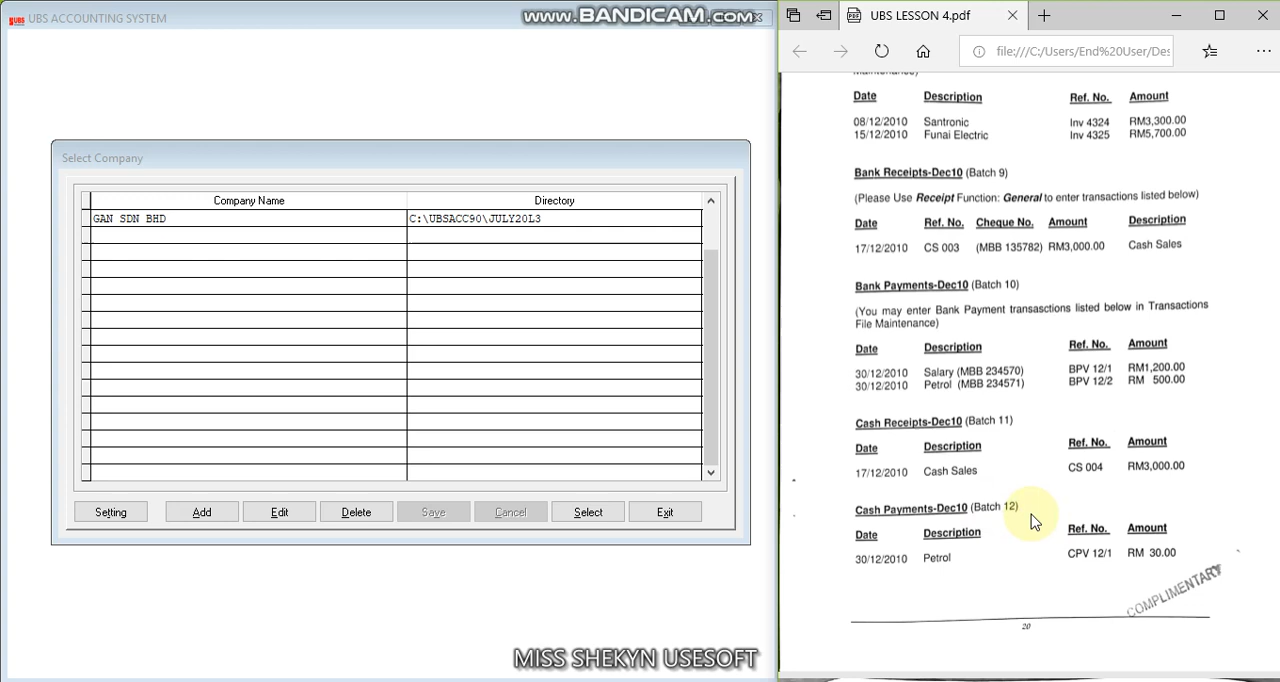 UBS ACCOUNTING SYSTEM
www.BANDICAM.com
UBS LESSON 4.pdf
file:///C:/Users/End%20User/Des
Select Company
Company Name Directory
GAN SDN BHD C:\UBSACC90\JULY20L3
Setting Add Edit Delete Save Cancel Select Exit
MISS SHEKYN USESOFT
Maintenance)
Date Description Ref. No. Amount
08/12/2010 Santronic Inv 4324 RM3,300.00
15/12/2010 Funai Electric Inv 4325 RM5,700.00
Bank Receipts-Dec10 (Batch 9)
(Please Use Receipt Function: General to enter transactions listed below)
Date Ref. No. Cheque No. Amount Description
17/12/2010 CS 003 (MBB 135782) RM3,000.00 Cash Sales
Bank Payments-Dec10 (Batch 10)
(You may enter Bank Payment transasctions listed below in Transactions
File Maintenance)
Date Description Ref. No. Amount
30/12/2010 Salary (MBB 234570) BPV 12/1 RM1,200.00
30/12/2010 Petrol (MBB 234571) BPV 12/2 RM 500.00
Cash Receipts-Dec10 (Batch 11)
Date Description Ref. No. Amount
17/12/2010 Cash Sales CS 004 RM3,000.00
Cash Payments-Dec10 (Batch 12)
Date Description Ref. No. Amount
30/12/2010 Petrol CPV 12/1 RM 30.00
COMPLIMENTARY
20